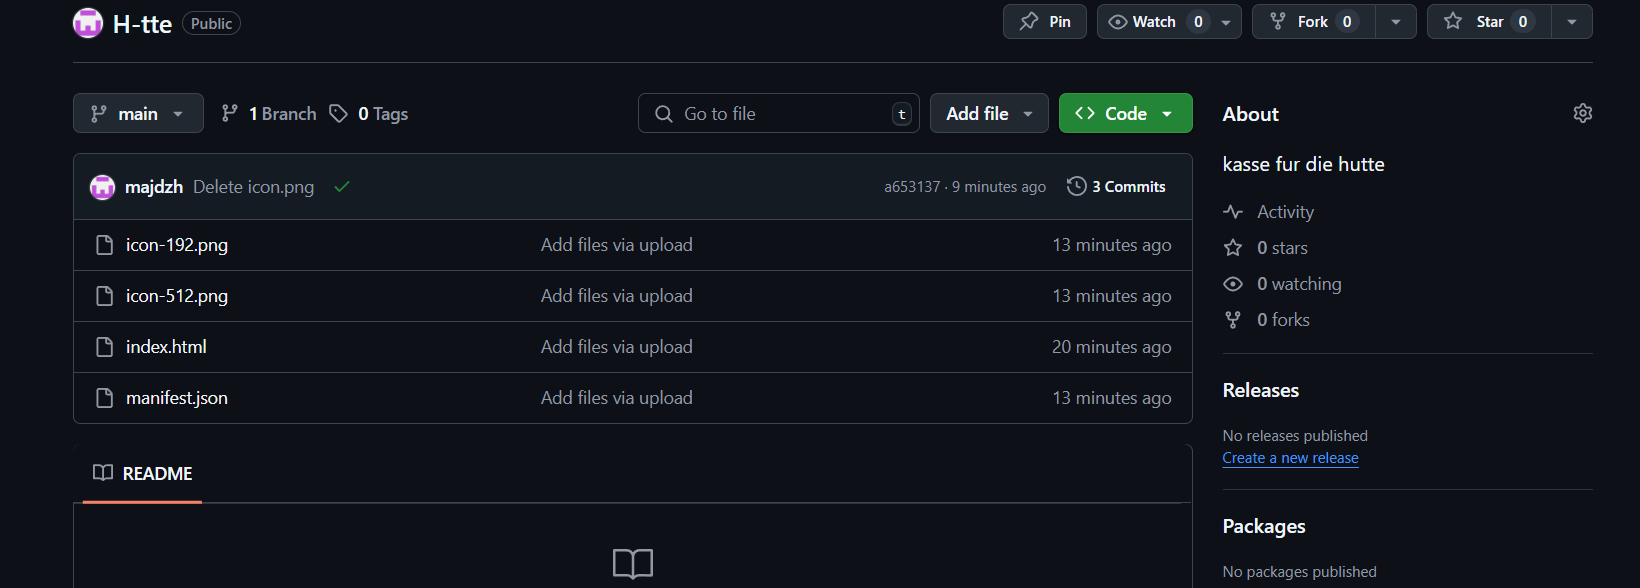 H-tte Public Pin Watch 0 Fork 0 Star 0
main 1 Branch 0 Tags Go to file t Add file Code
majdzh Delete icon.png a653137 · 9 minutes ago 3 Commits
icon-192.png Add files via upload 13 minutes ago
icon-512.png Add files via upload 13 minutes ago
index.html Add files via upload 20 minutes ago
manifest.json Add files via upload 13 minutes ago
README
About
kasse fur die hutte
Activity
0 stars
0 watching
0 forks
Releases
No releases published
Create a new release
Packages
No packages published